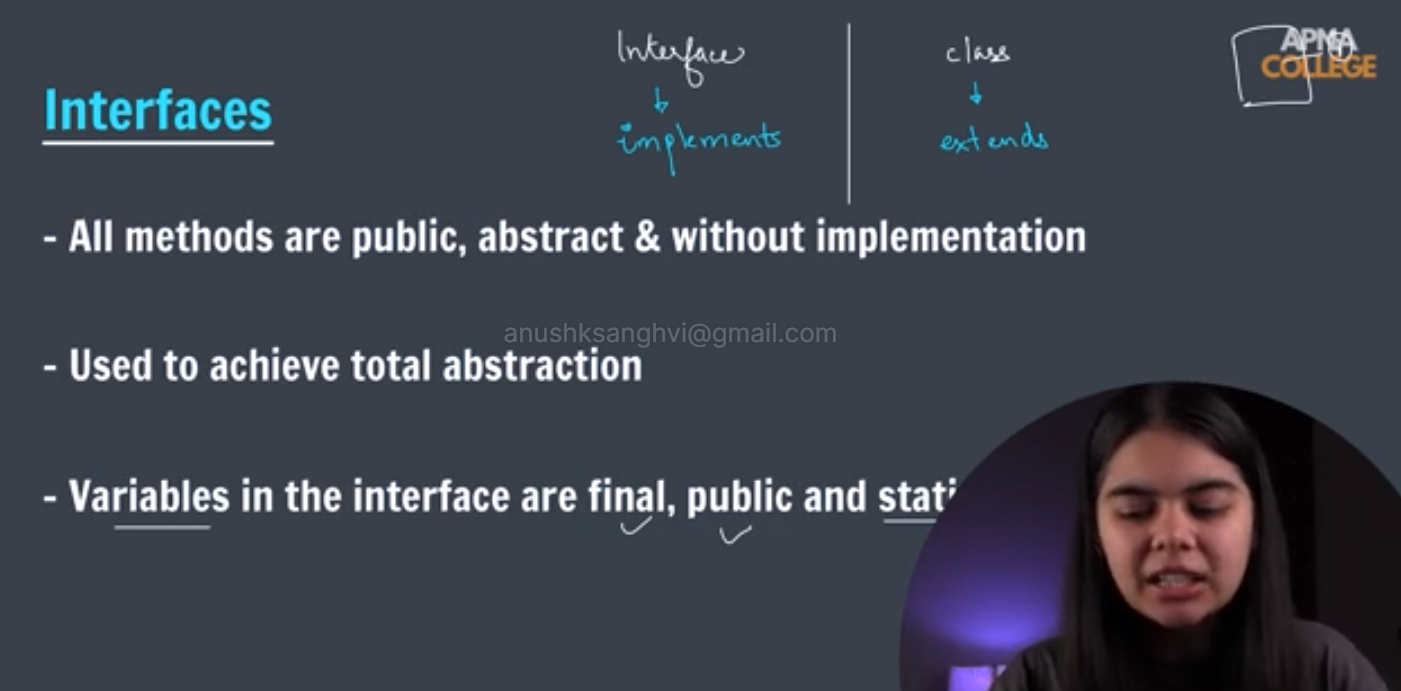 Interface
class
APNA
COLLEGE
Interfaces
implements
extends
- All methods are public, abstract & without implementation
anushksanghvi@gmail.com
- Used to achieve total abstraction
- Variables in the interface are final, public and stati